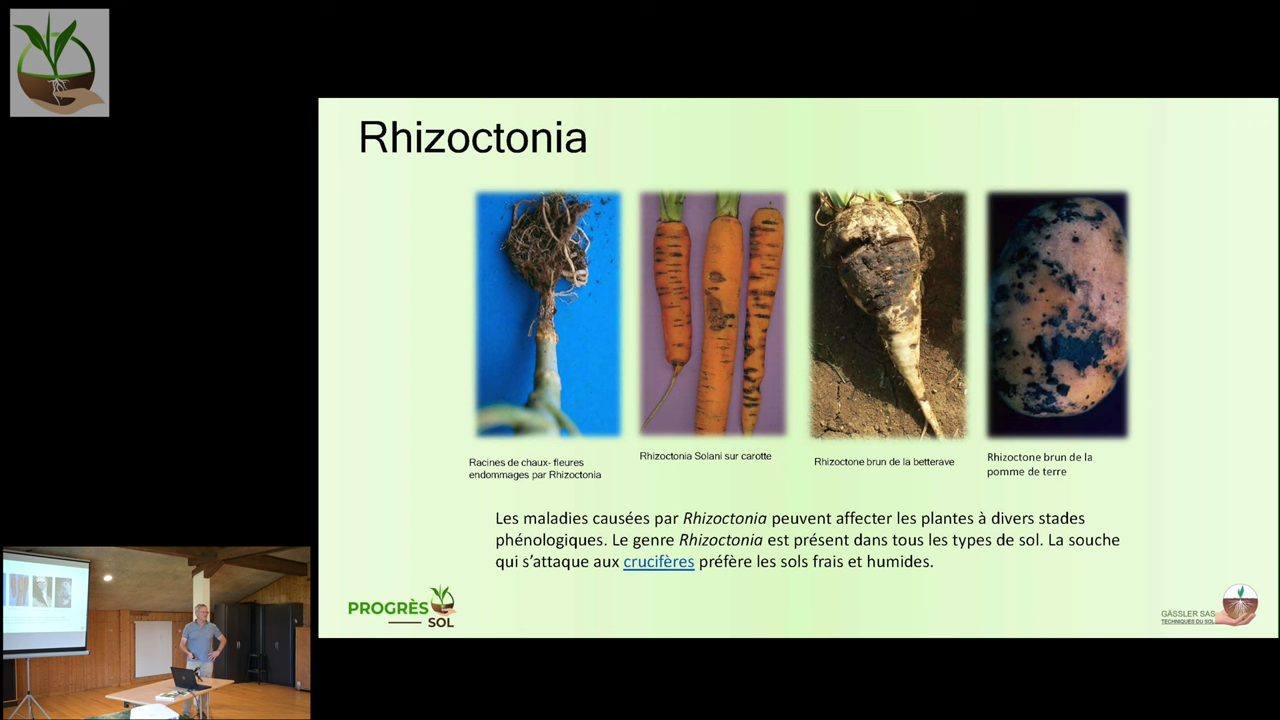 Rhizoctonia
Racines de chaux- fleures
endommages par Rhizoctonia
Rhizoctonia Solani sur carotte
Rhizoctone brun de la betterave
Rhizoctone brun de la
pomme de terre
Les maladies causées par Rhizoctonia peuvent affecter les plantes à divers stades
phénologiques. Le genre Rhizoctonia est présent dans tous les types de sol. La souche
qui s’attaque aux crucifères préfère les sols frais et humides.
PROGRÈS
SOL
GÄSSLER SAS
TECHNIQUES DU SOL